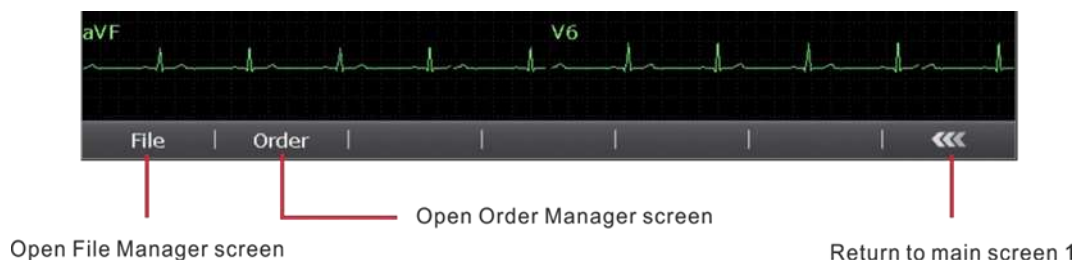 aVF V6
File | Order | | | | | <<<
Open Order Manager screen
Open File Manager screen
Return to main screen 1